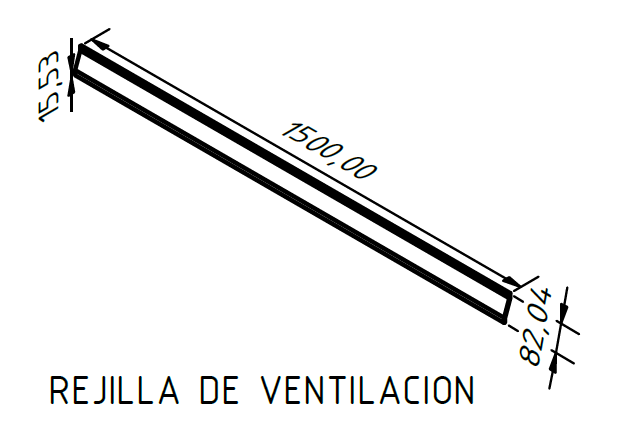 15,53
1500,00
82,04
REJILLA DE VENTILACION